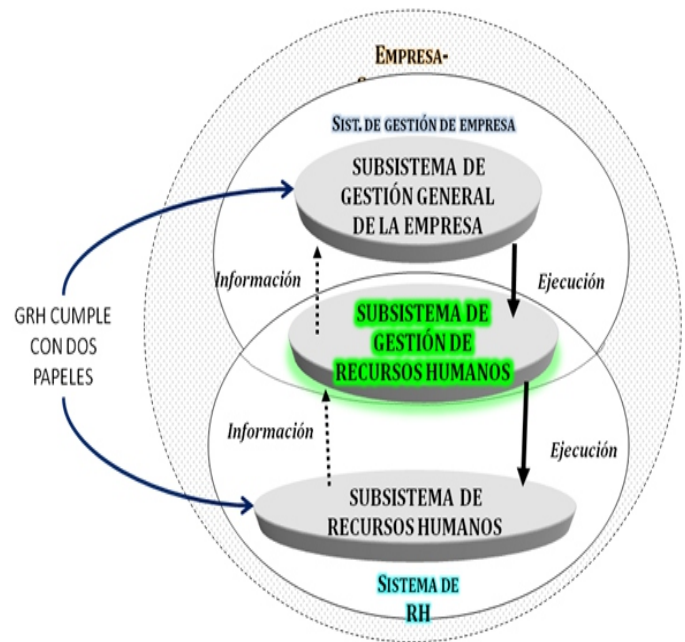 EMPRESA-
SIST. DE GESTIÓN DE EMPRESA
SUBSISTEMA DE
GESTIÓN GENERAL
DE LA EMPRESA
Información
Ejecución
SUBSISTEMA DE
GESTIÓN DE
RECURSOS HUMANOS
GRH CUMPLE
CON DOS
PAPELES
Información
Ejecución
SUBSISTEMA DE
RECURSOS HUMANOS
SISTEMA DE
RH